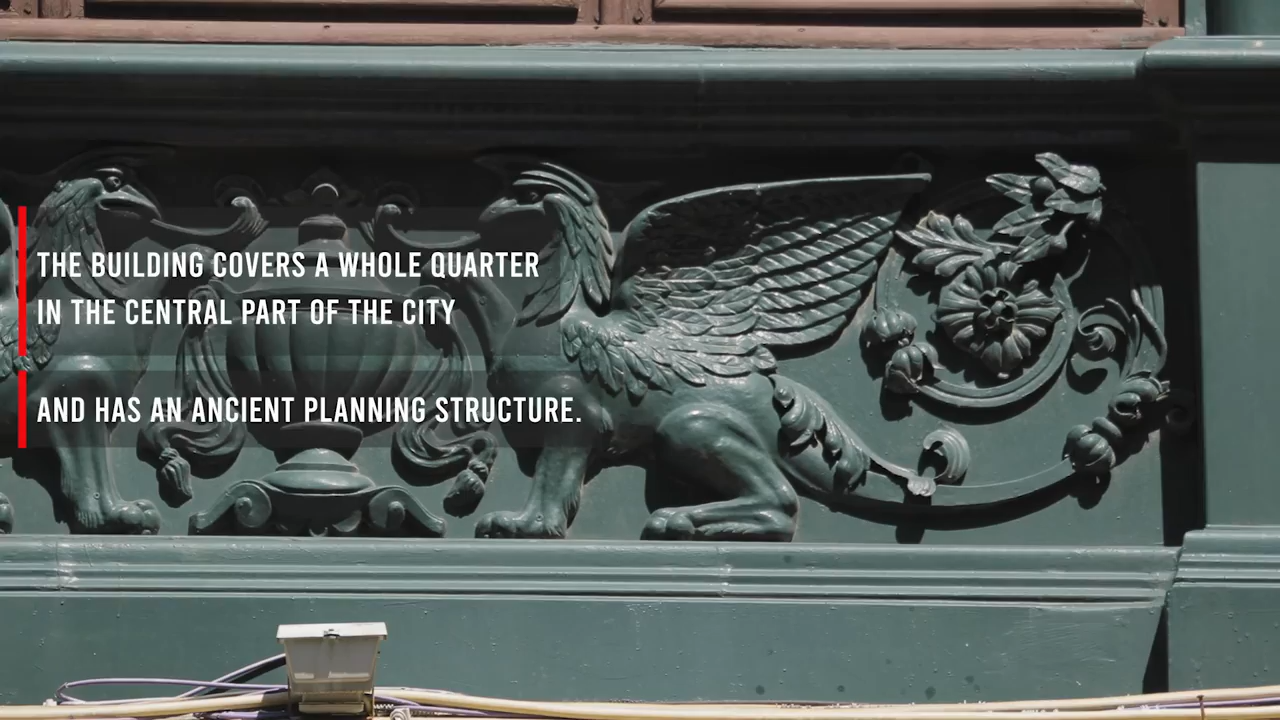 THE BUILDING COVERS A WHOLE QUARTER
IN THE CENTRAL PART OF THE CITY
AND HAS AN ANCIENT PLANNING STRUCTURE.